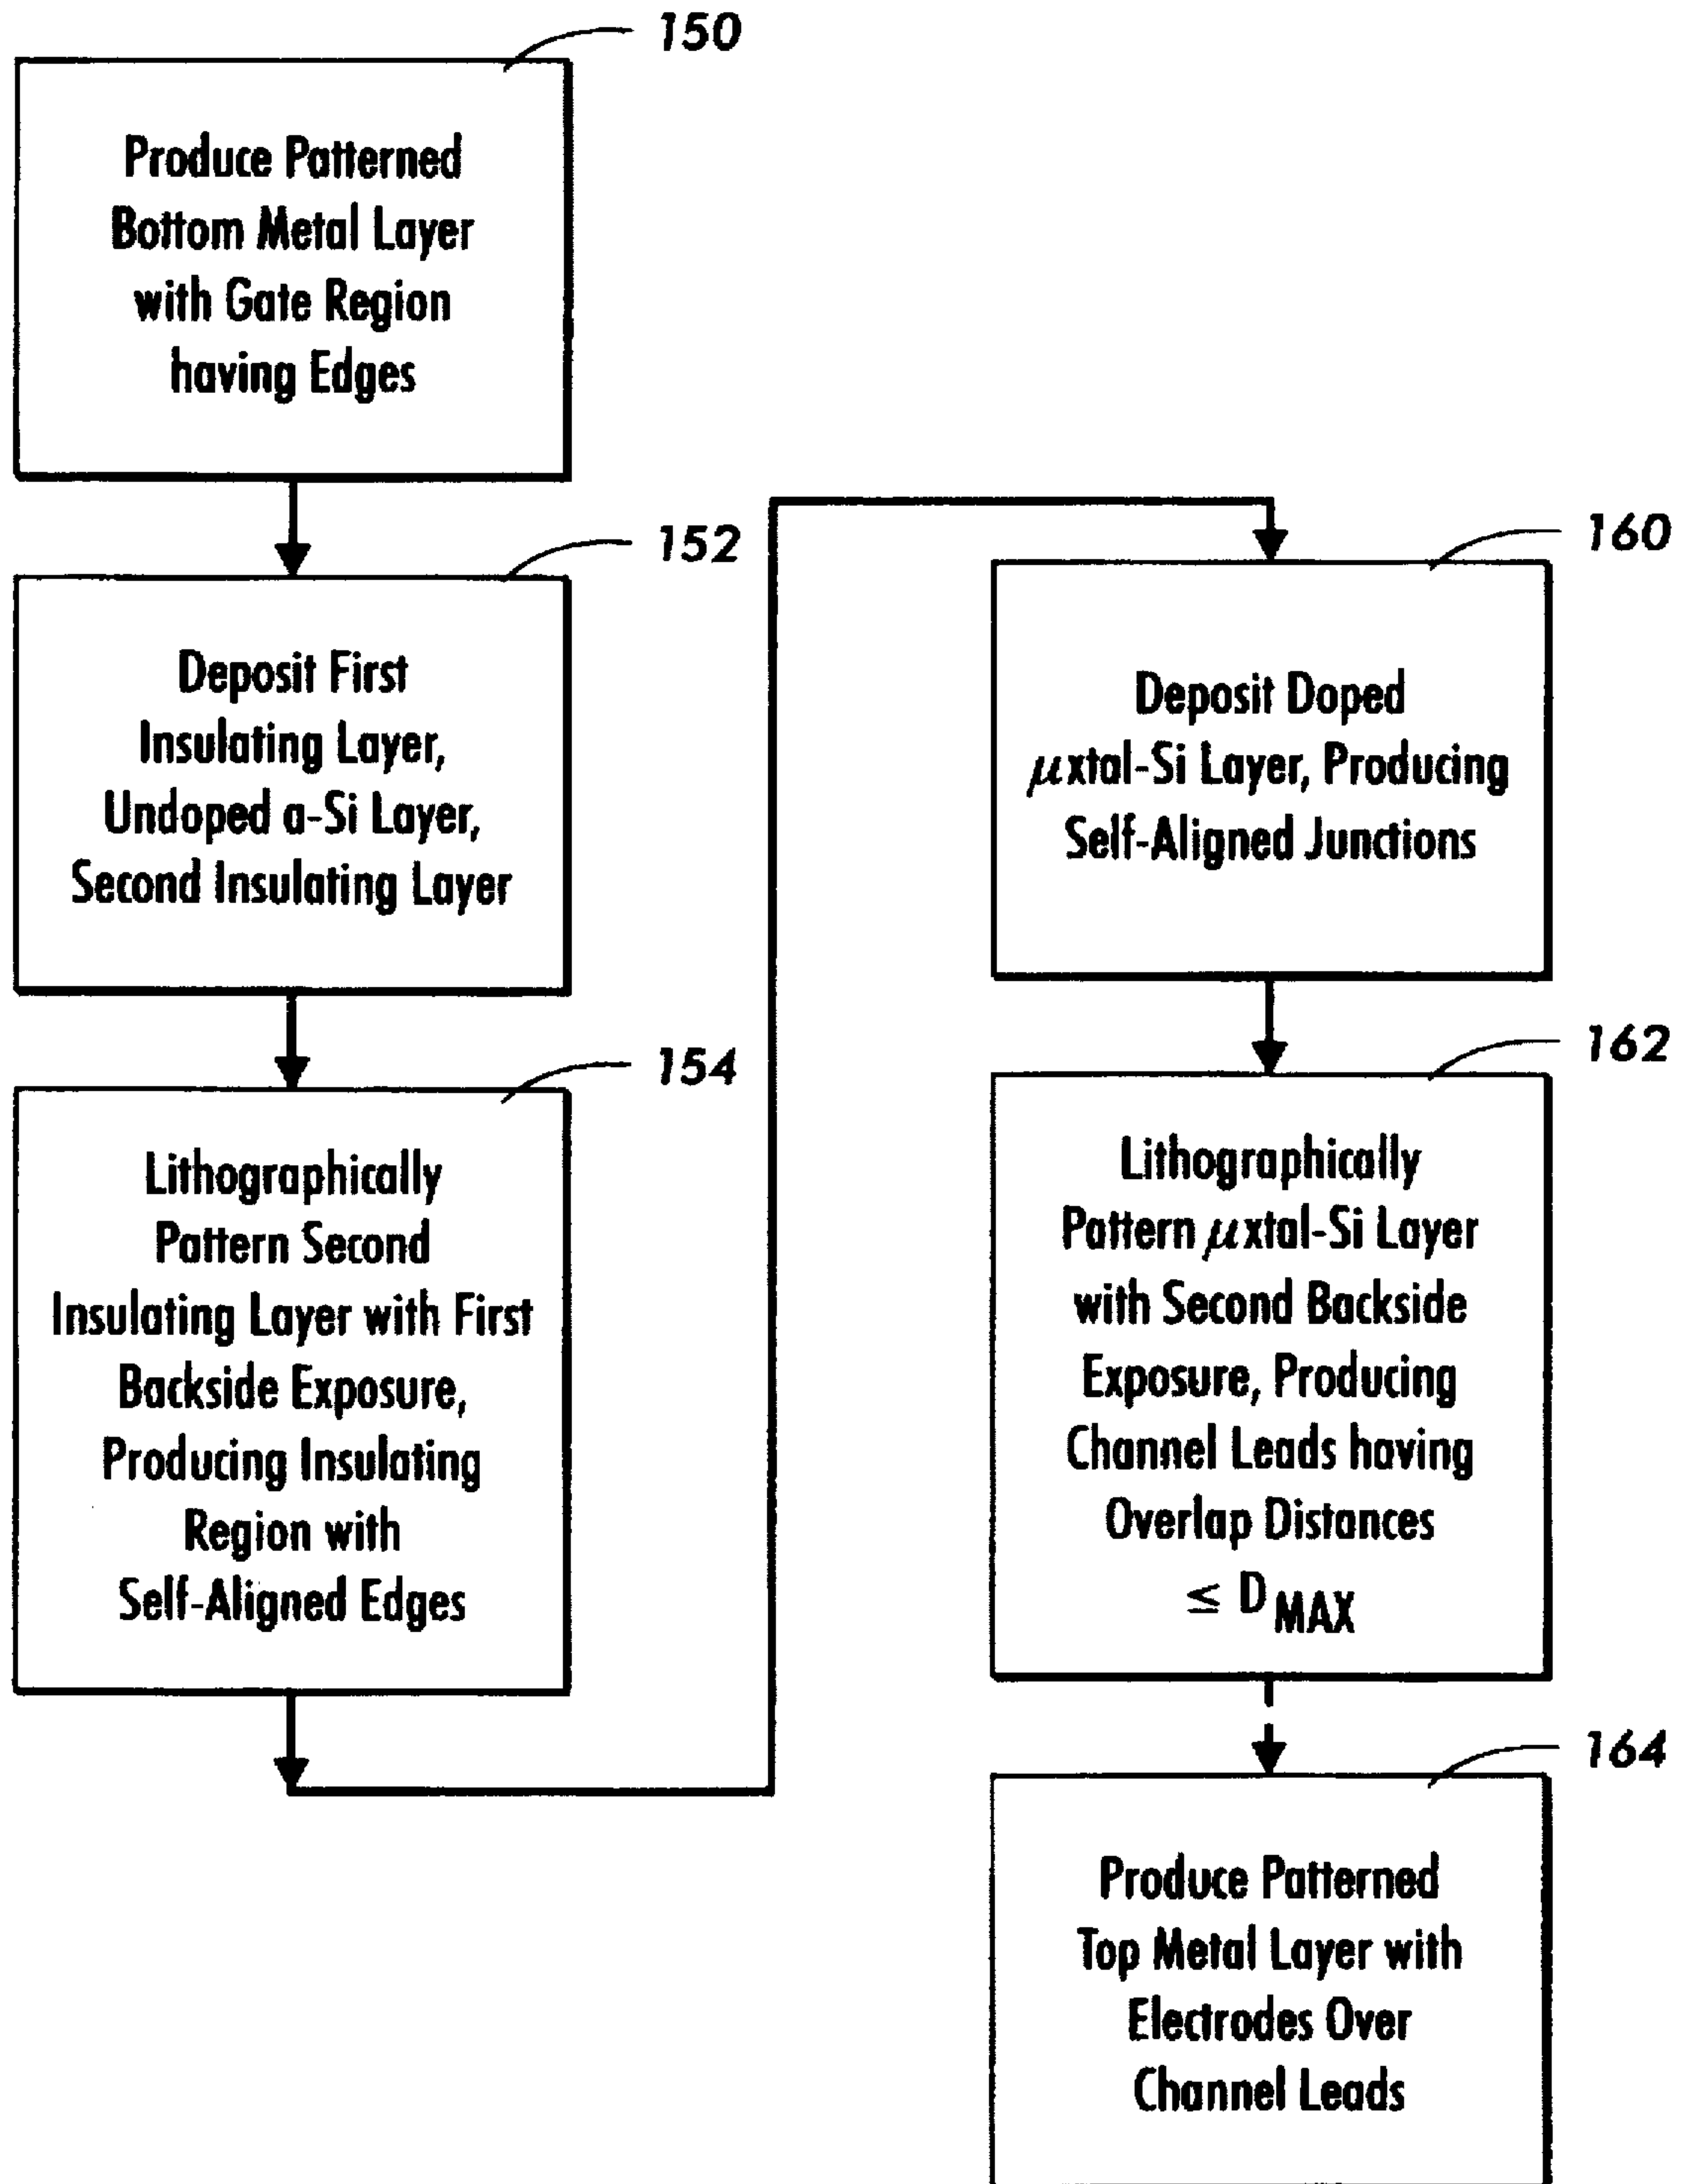 150
Produce Patterned
Bottom Metal Layer
with Gate Region
having Edges
152
Deposit First
Insulating Layer,
Undoped a-Si Layer,
Second Insulating Layer
154
Lithographically
Pattern Second
Insulating Layer with First
Backside Exposure,
Producing Insulating
Region with
Self-Aligned Edges
160
Deposit Doped
μxtal-Si Layer, Producing
Self-Aligned Junctions
162
Lithographically
Pattern μxtal-Si Layer
with Second Backside
Exposure, Producing
Channel Leads having
Overlap Distances
≤ D MAX
164
Produce Patterned
Top Metal Layer with
Electrodes Over
Channel Leads